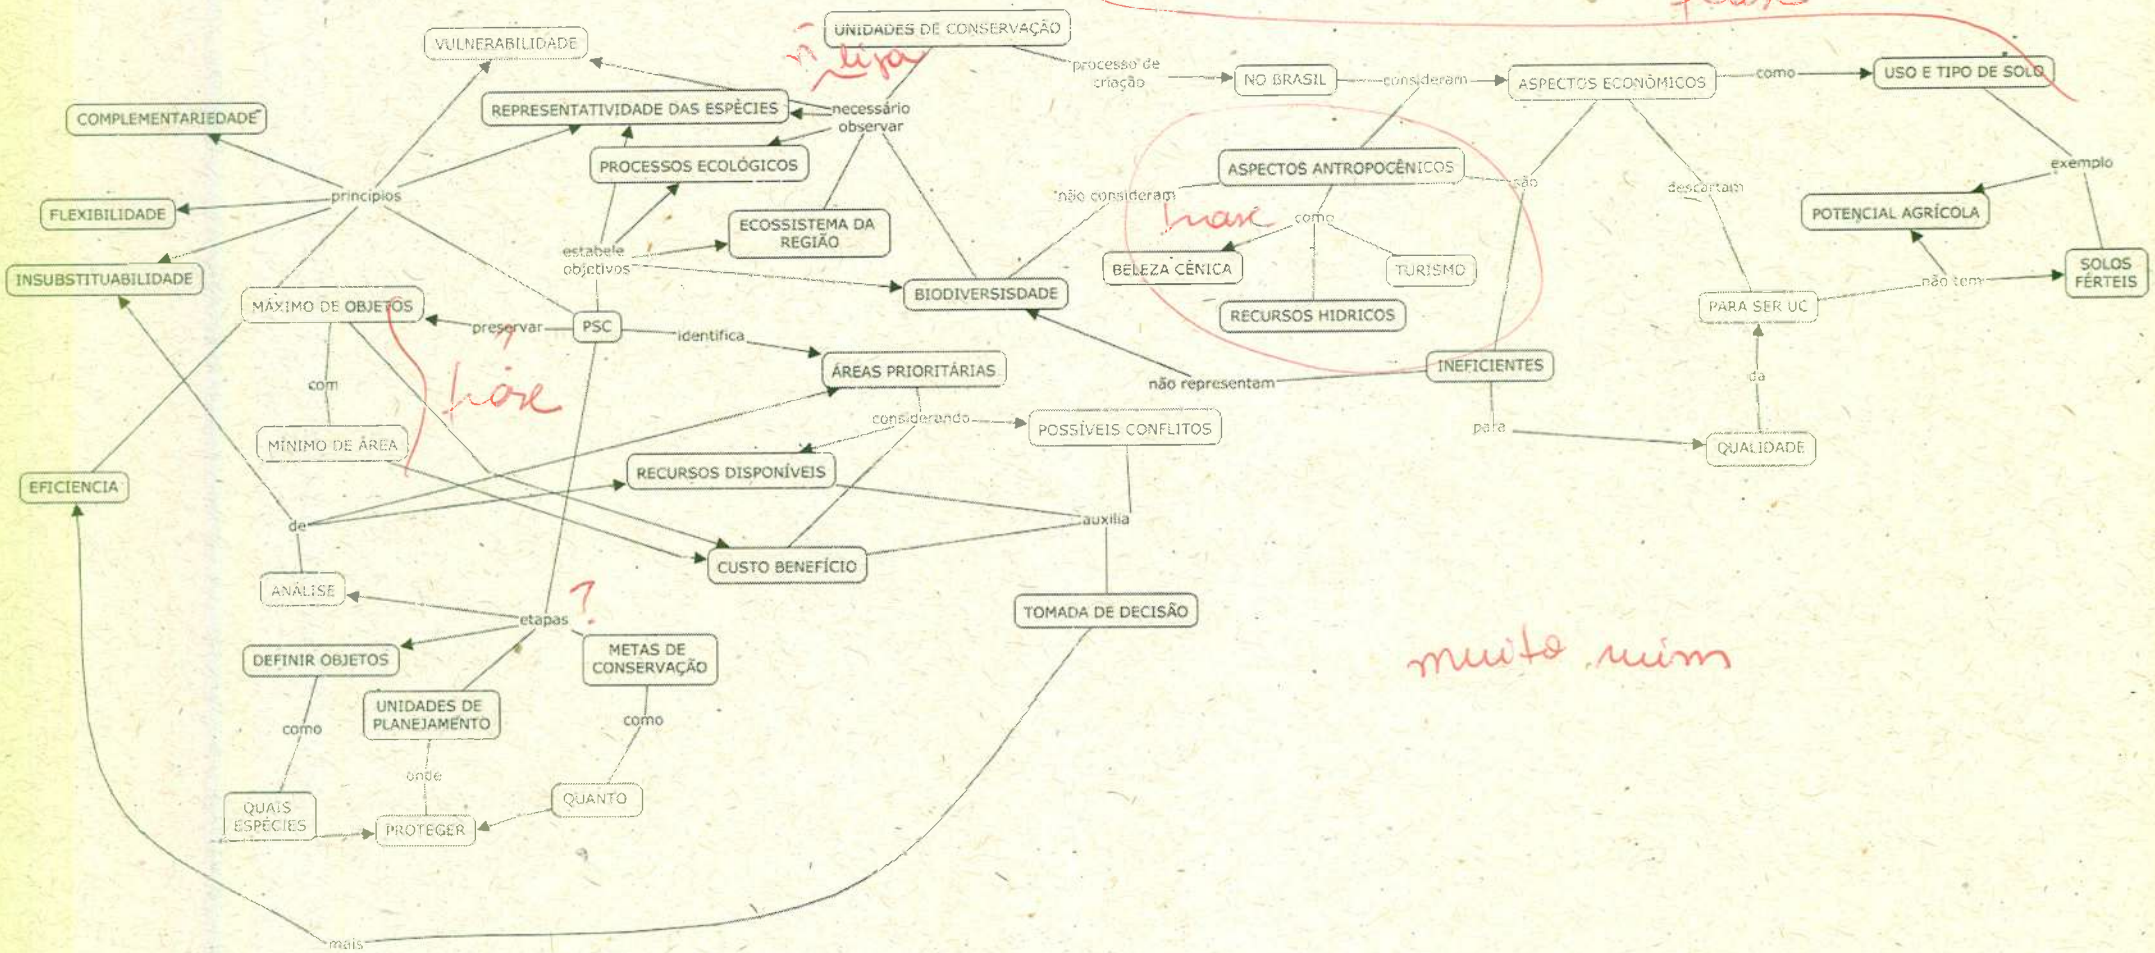 frase
UNIDADES DE CONSERVAÇÃO
VULNERABILIDADE
ñ liga
processo de
criação
NO BRASIL
consideram
ASPECTOS ECONÔMICOS
como
USO E TIPO DE SOLO
COMPLEMENTARIEDADE
REPRESENTATIVIDADE DAS ESPÉCIES
necessário
observar
PROCESSOS ECOLÓGICOS
ASPECTOS ANTROPOCÊNICOS
exemplo
princípios
não consideram
são
descartam
FLEXIBILIDADE
ECOSSISTEMA DA
REGIÃO
frase
como
POTENCIAL AGRÍCOLA
estabele
objetivos
BELEZA CÊNICA
TURISMO
SOLOS
FÉRTEIS
INSUBSTITUABILIDADE
não tem
BIODIVERSISDADE
MÁXIMO DE OBJETOS
PARA SER UC
RECURSOS HIDRICOS
preservar
PSC
identifica
ÁREAS PRIORITÁRIAS
INEFICIENTES
não representam
da
com
frase
considerando
POSSÍVEIS CONFLITOS
para
MÍNIMO DE ÁREA
QUALIDADE
RECURSOS DISPONÍVEIS
EFICIENCIA
de
auxilia
CUSTO BENEFÍCIO
ANÁLISE
?
TOMADA DE DECISÃO
etapas
DEFINIR OBJETOS
METAS DE
CONSERVAÇÃO
muito ruim
UNIDADES DE
PLANEJAMENTO
como
como
onde
QUAIS
ESPÉCIES
QUANTO
PROTEGER
mais